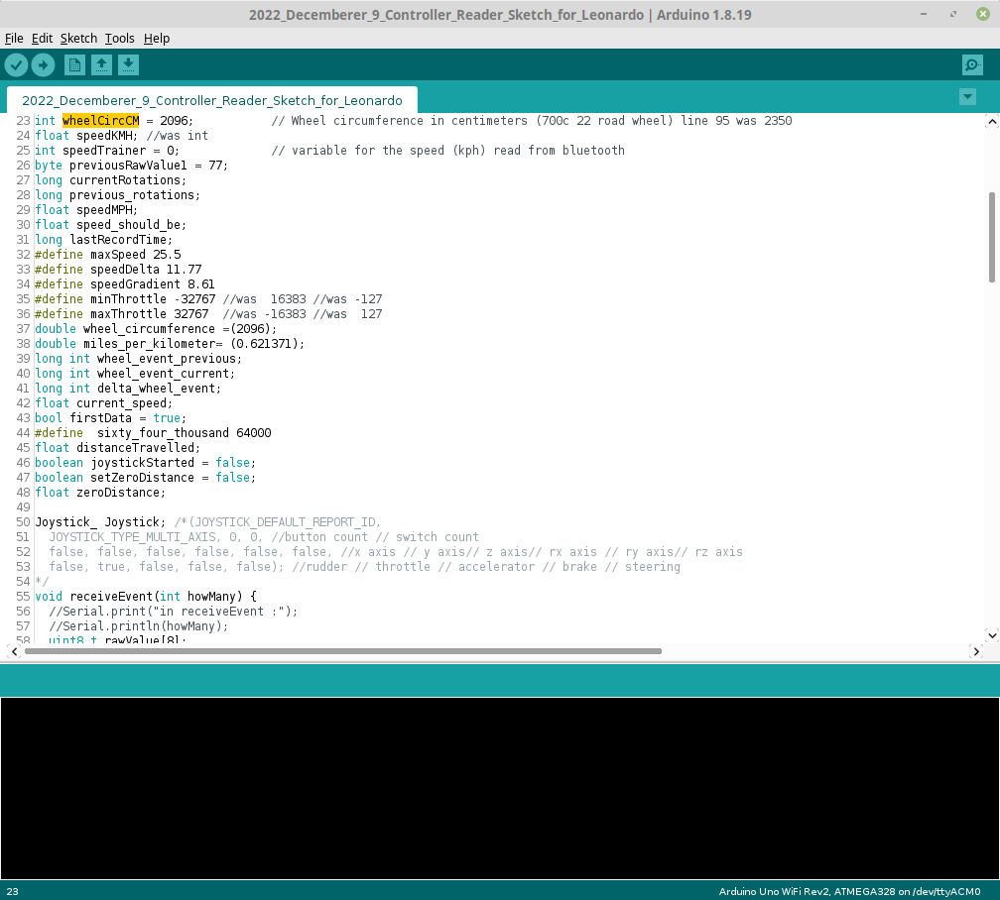 2022_Decemberer_9_Controller_Reader_Sketch_for_Leonardo | Arduino 1.8.19
File Edit Sketch Tools Help
2022_Decemberer_9_Controller_Reader_Sketch_for_Leonardo
23 int wheelCircCM = 2096; // Wheel circumference in centimeters (700c 22 road wheel) line 95 was 2350
24 float speedKMH; //was int
25 int speedTrainer = 0; // variable for the speed (kph) read from bluetooth
26 byte previousRawValue1 = 77;
27 long currentRotations;
28 long previous_rotations;
29 float speedMPH;
30 float speed_should_be;
31 long lastRecordTime;
32 #define maxSpeed 25.5
33 #define speedDelta 11.77
34 #define speedGradient 8.61
35 #define minThrottle -32767 //was  16383 //was -127
36 #define maxThrottle 32767  //was -16383 //was  127
37 double wheel_circumference =(2096);
38 double miles_per_kilometer= (0.621371);
39 long int wheel_event_previous;
40 long int wheel_event_current;
41 long int delta_wheel_event;
42 float current_speed;
43 bool firstData = true;
44 #define  sixty_four_thousand 64000
45 float distanceTravelled;
46 boolean joystickStarted = false;
47 boolean setZeroDistance = false;
48 float zeroDistance;
49
50 Joystick_ Joystick; /*(JOYSTICK_DEFAULT_REPORT_ID,
51   JOYSTICK_TYPE_MULTI_AXIS, 0, 0, //button count // switch count
52   false, false, false, false, false, false, //x axis // y axis// z axis// rx axis // ry axis// rz axis
53   false, true, false, false, false); //rudder // throttle // accelerator // brake // steering
54 */
55 void receiveEvent(int howMany) {
56   //Serial.print("in receiveEvent :");
57   //Serial.println(howMany);
58   uint8_t rawValue[8];
23
Arduino Uno WiFi Rev2, ATMEGA328 on /dev/ttyACM0